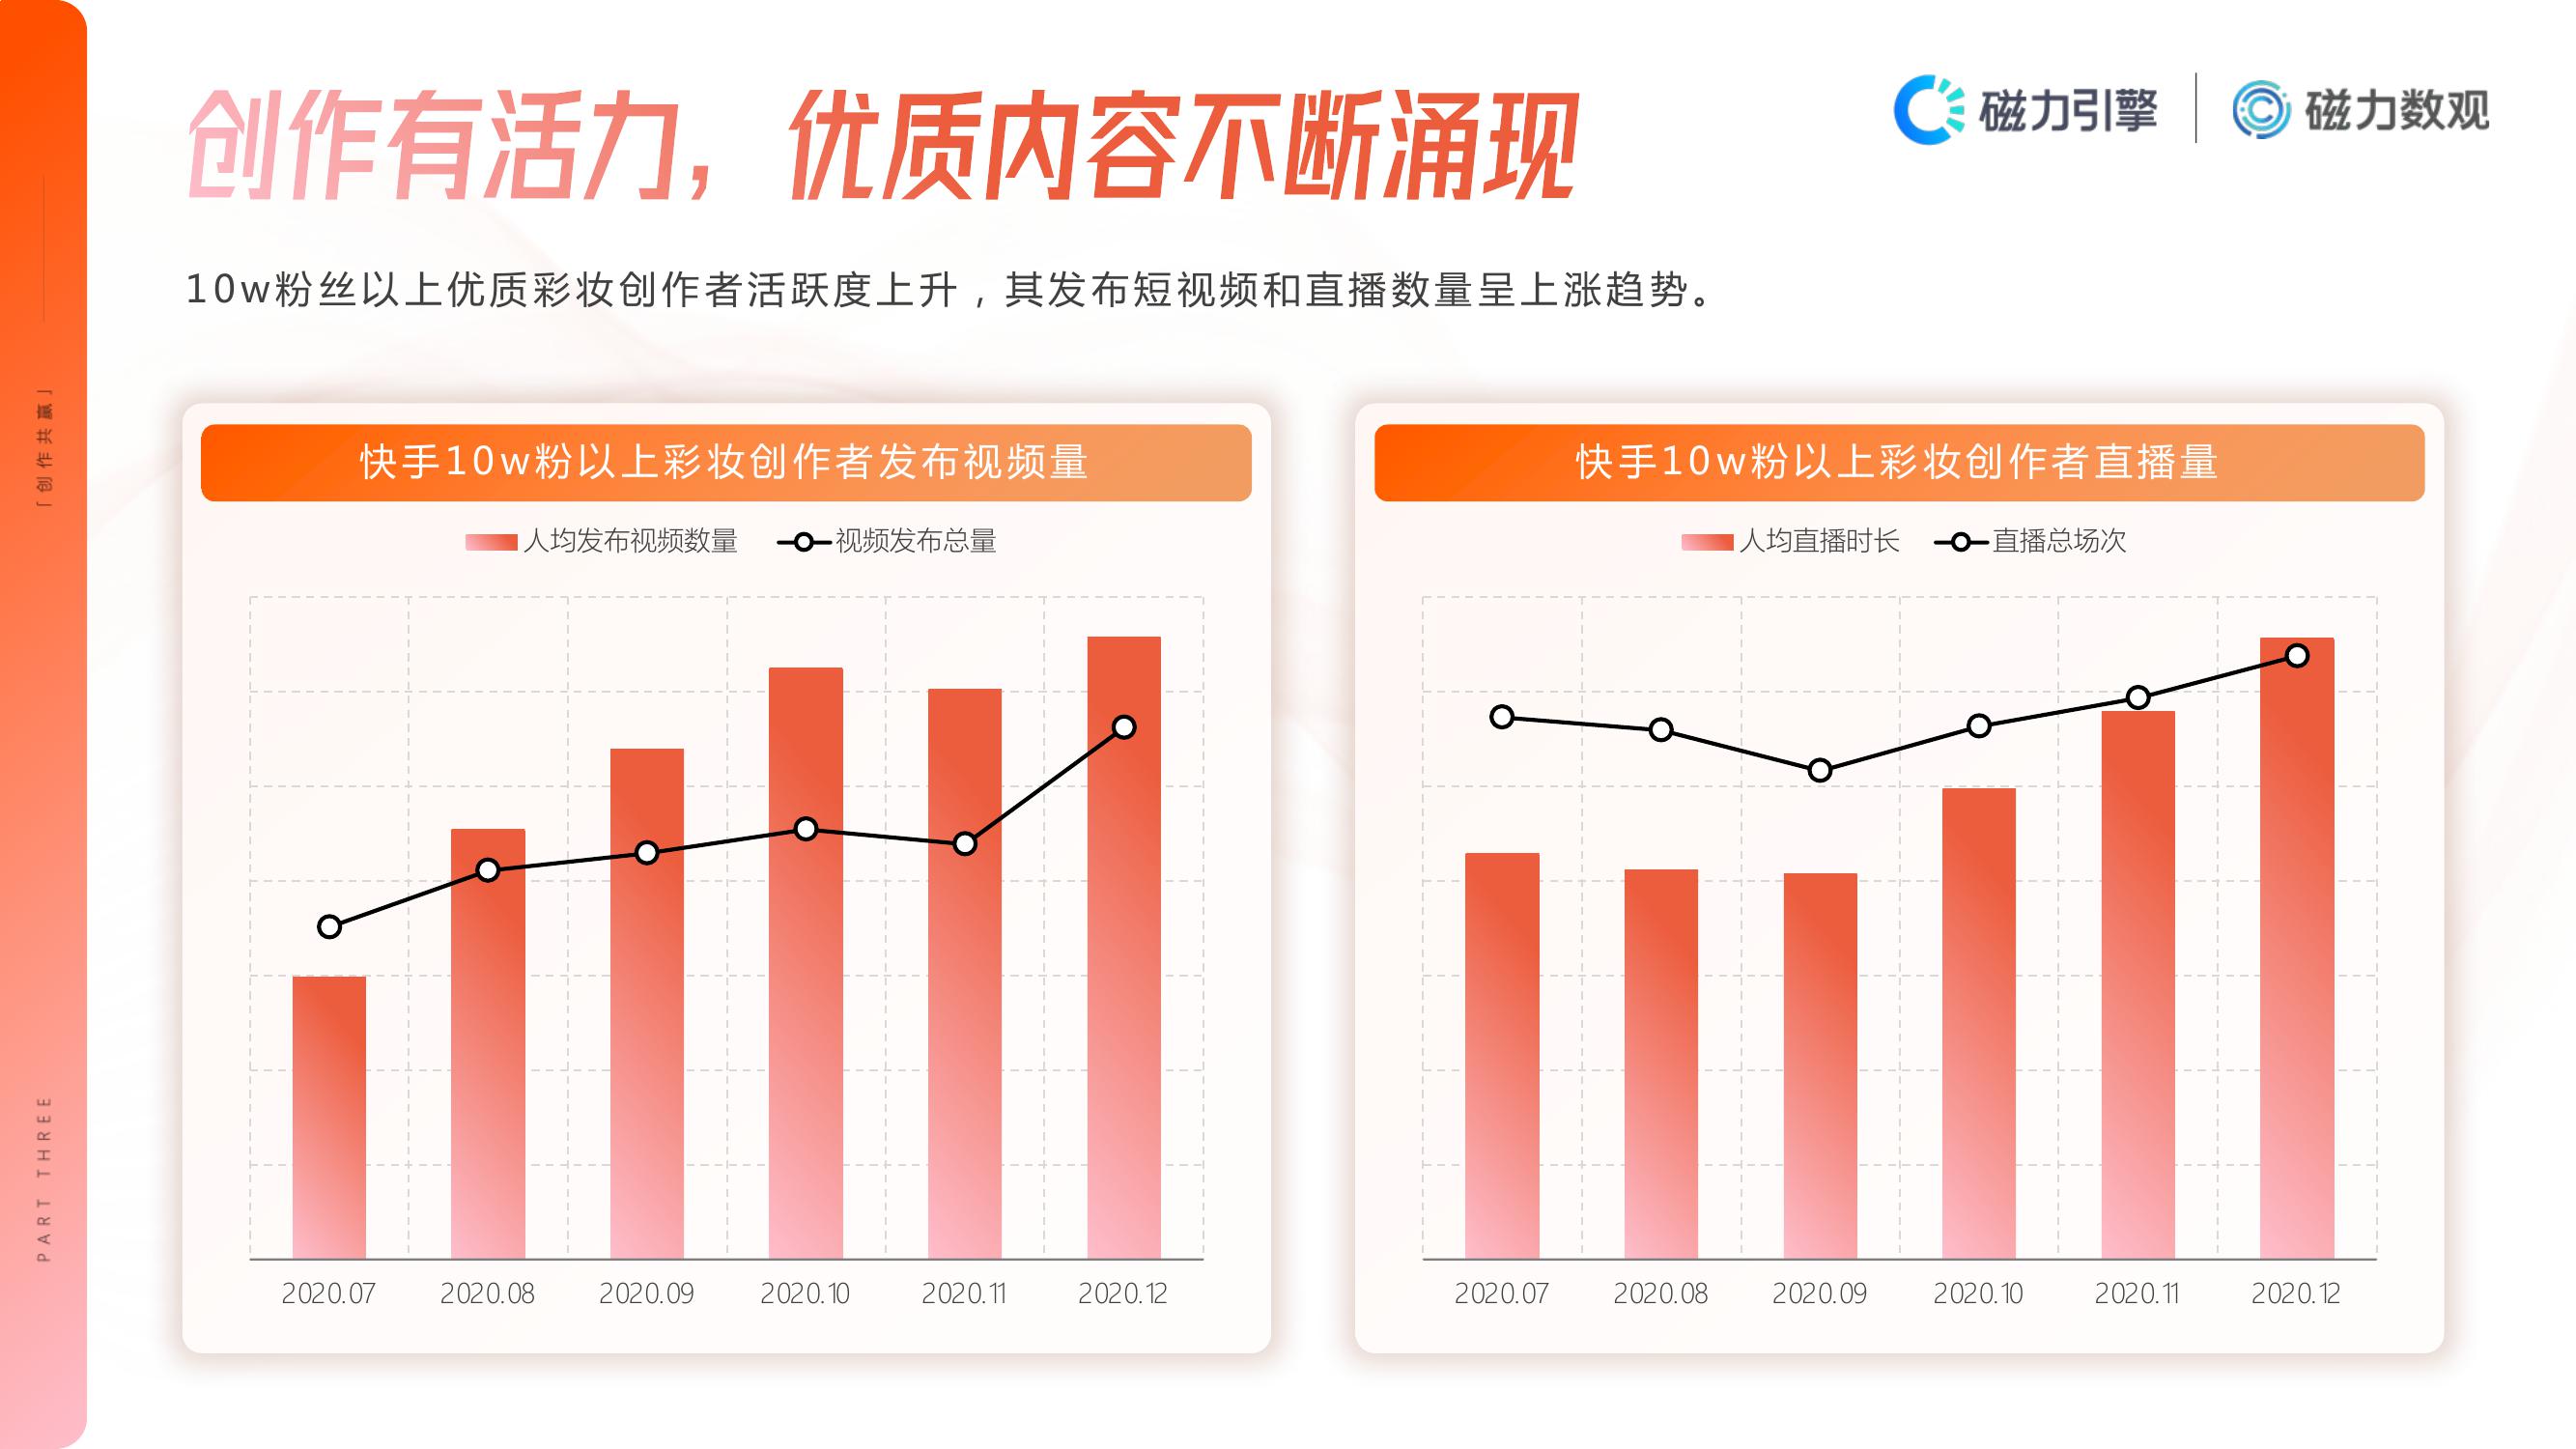 创作有活力，优质内容不断涌现
磁力引擎
磁力数观
10w粉丝以上优质彩妆创作者活跃度上升，其发布短视频和直播数量呈上涨趋势。
「创作共赢」
PART THREE
快手10w粉以上彩妆创作者发布视频量
人均发布视频数量 视频发布总量
2020.07 2020.08 2020.09 2020.10 2020.11 2020.12
快手10w粉以上彩妆创作者直播量
人均直播时长 直播总场次
2020.07 2020.08 2020.09 2020.10 2020.11 2020.12